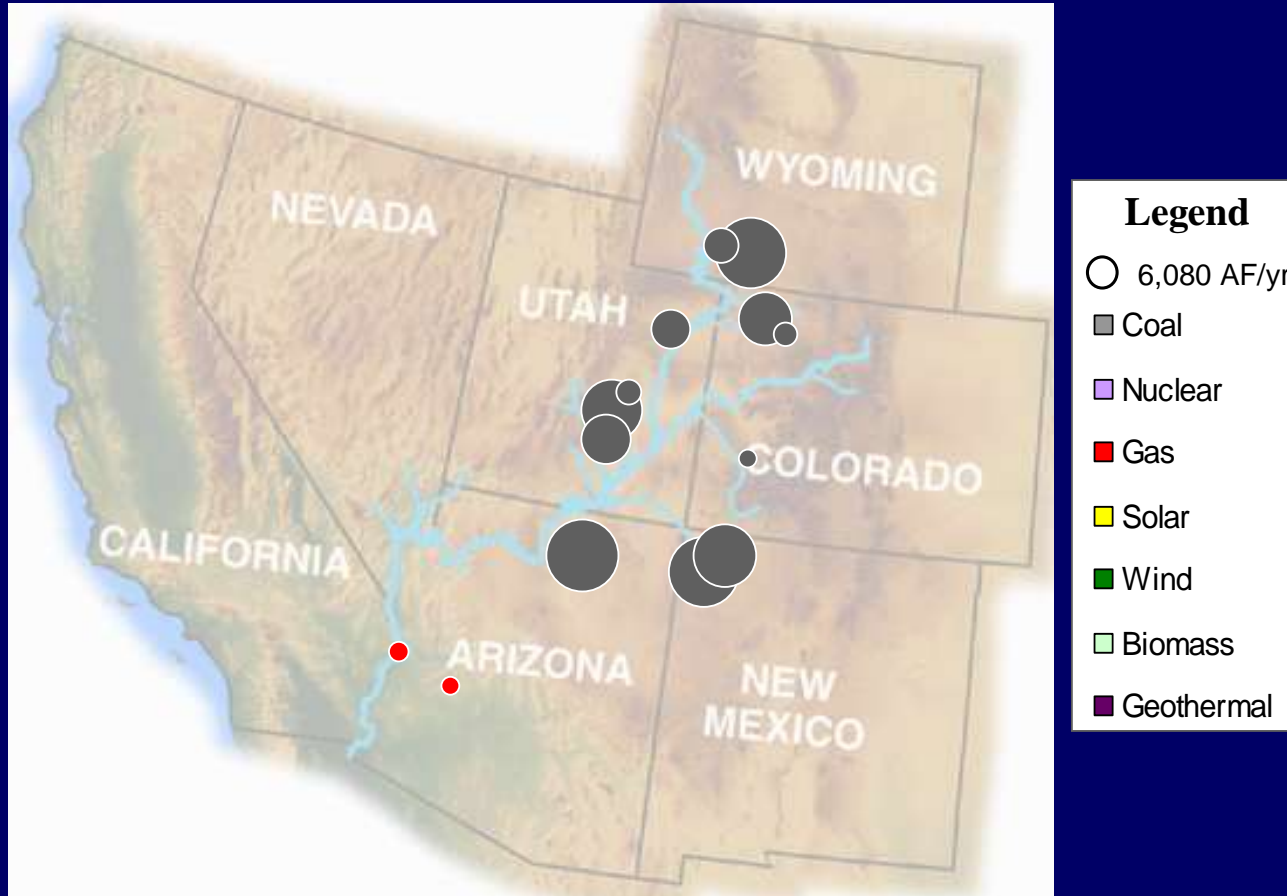 WYOMING
NEVADA
UTAH
COLORADO
CALIFORNIA
ARIZONA
NEW
MEXICO
Legend
6,080 AF/yr
Coal
Nuclear
Gas
Solar
Wind
Biomass
Geothermal